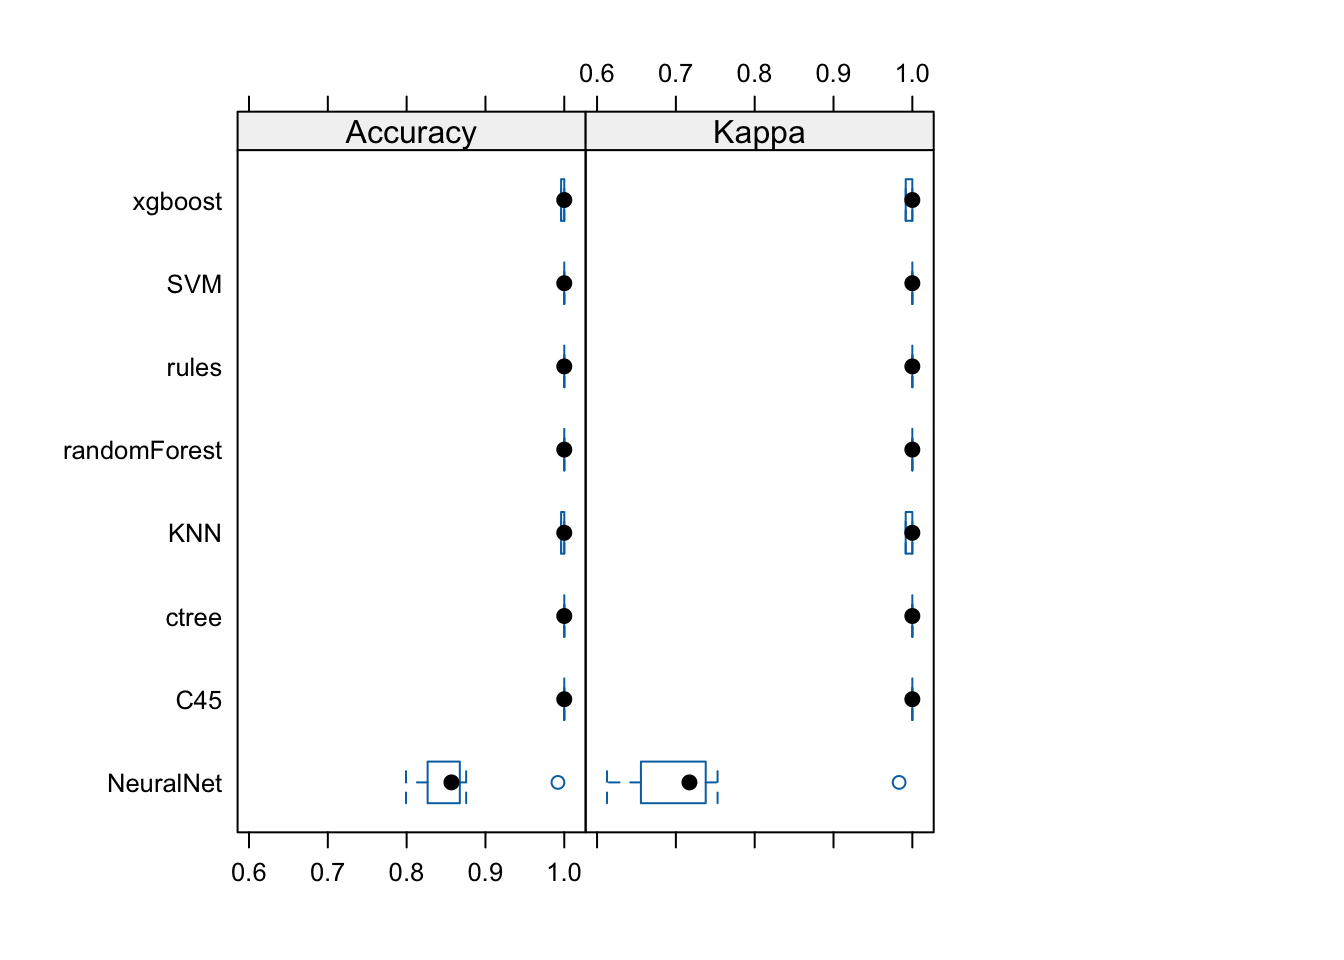 0.6 0.7 0.8 0.9 1.0
Accuracy Kappa
xgboost
SVM
rules
randomForest
KNN
ctree
C45
NeuralNet
0.6 0.7 0.8 0.9 1.0